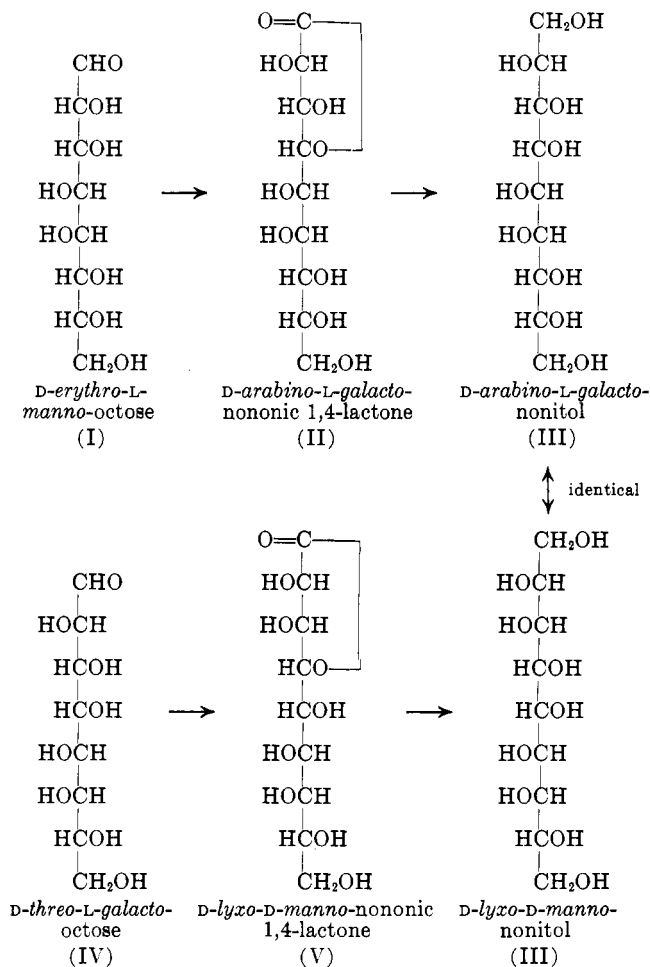 O=C CH₂OH
CHO HOCH HOCH
HCOH HCOH HCOH
HCOH HCO HCOH
HOCH HOCH HOCH
HOCH HOCH HOCH
HCOH HCOH HCOH
HCOH HCOH HCOH
CH₂OH CH₂OH CH₂OH
D-erythro-L- D-arabino-L-galacto- D-arabino-L-galacto-
manno-octose nononic 1,4-lactone nonitol
(I) (II) (III)
identical
O=C CH₂OH
CHO HOCH HOCH
HOCH HOCH HOCH
HCOH HCO HCOH
HCOH HCOH HCOH
HOCH HOCH HOCH
HOCH HOCH HOCH
HCOH HCOH HCOH
CH₂OH CH₂OH CH₂OH
D-threo-L-galacto- D-lyxo-D-manno-nononic D-lyxo-D-manno-
octose 1,4-lactone nonitol
(IV) (V) (III)